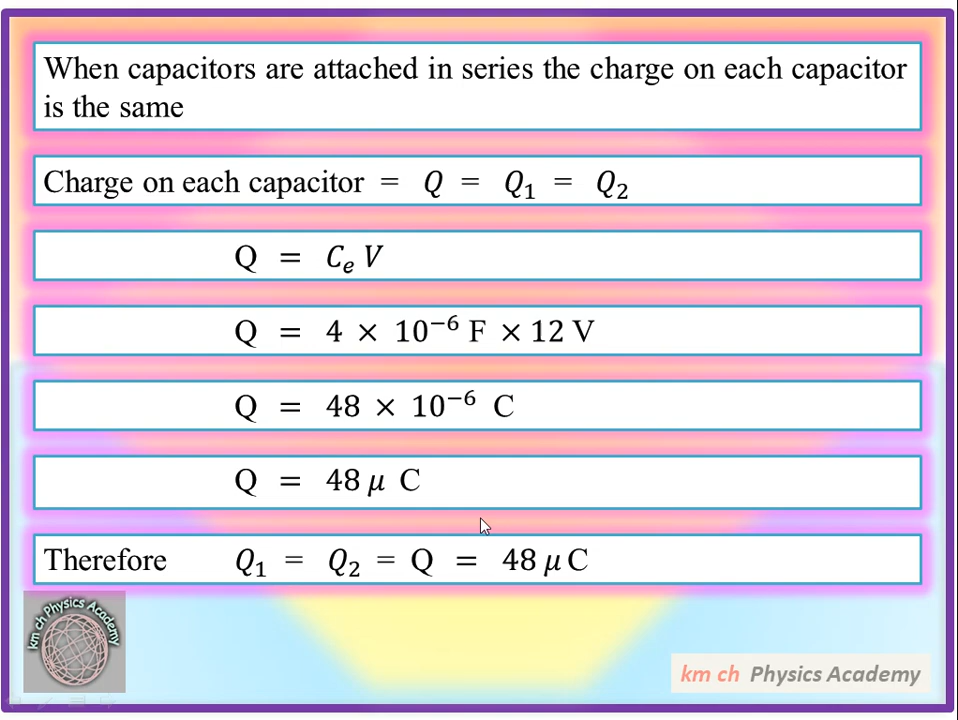 When capacitors are attached in series the charge on each capacitor
is the same
Charge on each capacitor = Q = Q₁ = Q₂
Q = Cₑ V
Q = 4 × 10⁻⁶ F × 12 V
Q = 48 × 10⁻⁶ C
Q = 48 μ C
Therefore Q₁ = Q₂ = Q = 48 μ C
km ch Physics Academy
km ch Physics Academy